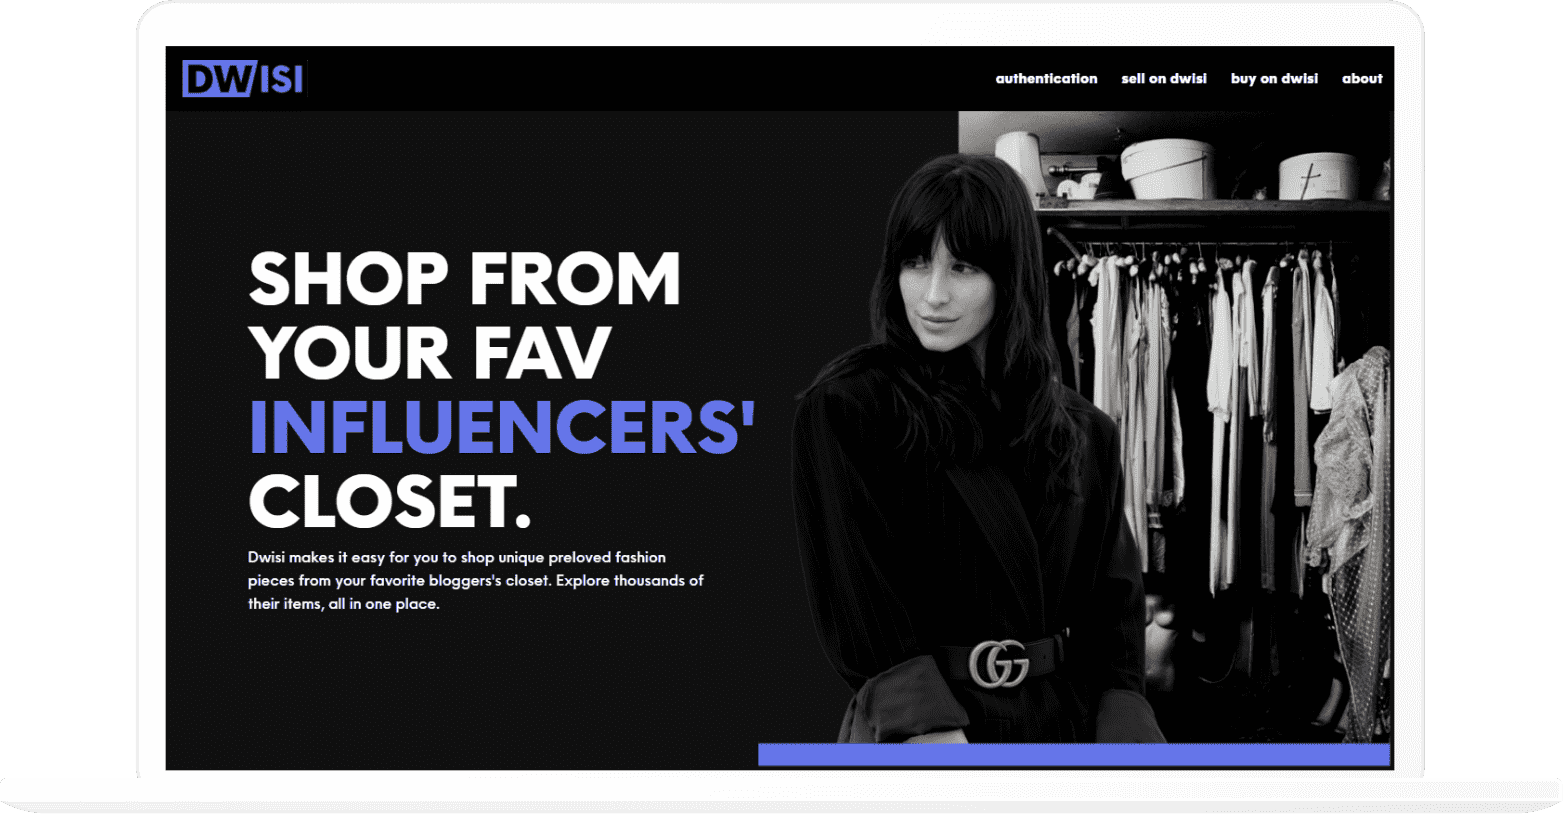 DWISI
authentication sell on dwisi buy on dwisi about
SHOP FROM
YOUR FAV
INFLUENCERS'
CLOSET.
Dwisi makes it easy for you to shop unique preloved fashion
pieces from your favorite bloggers's closet. Explore thousands of
their items, all in one place.
GG